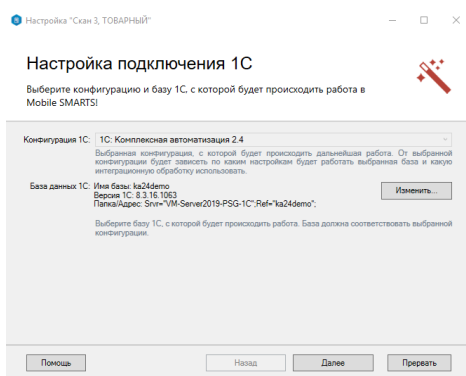 Настройка "Скан 3, ТОВАРНЫЙ"
Настройка подключения 1С
Выберите конфигурацию и базу 1С, с которой будет происходить работа в
Mobile SMARTS!
Конфигурация 1С: 1С: Комплексная автоматизация 2.4
Выбранная конфигурация, с которой будет происходить дальнейшая работа. От выбранной
конфигурации будет зависеть по каким настройкам будет работать выбранная база и какую
интеграционную обработку использовать.
База данных 1С: Имя базы: ka24demo
Версия 1С: 8.3.16.1063
Папка/Адрес: Srvr="VM-Server2019-PSG-1C";Ref="ka24demo";
Изменить...
Выберите базу 1С, с которой будет происходить работа. База должна соответствовать выбранной
конфигурации.
Помощь Назад Далее Прервать